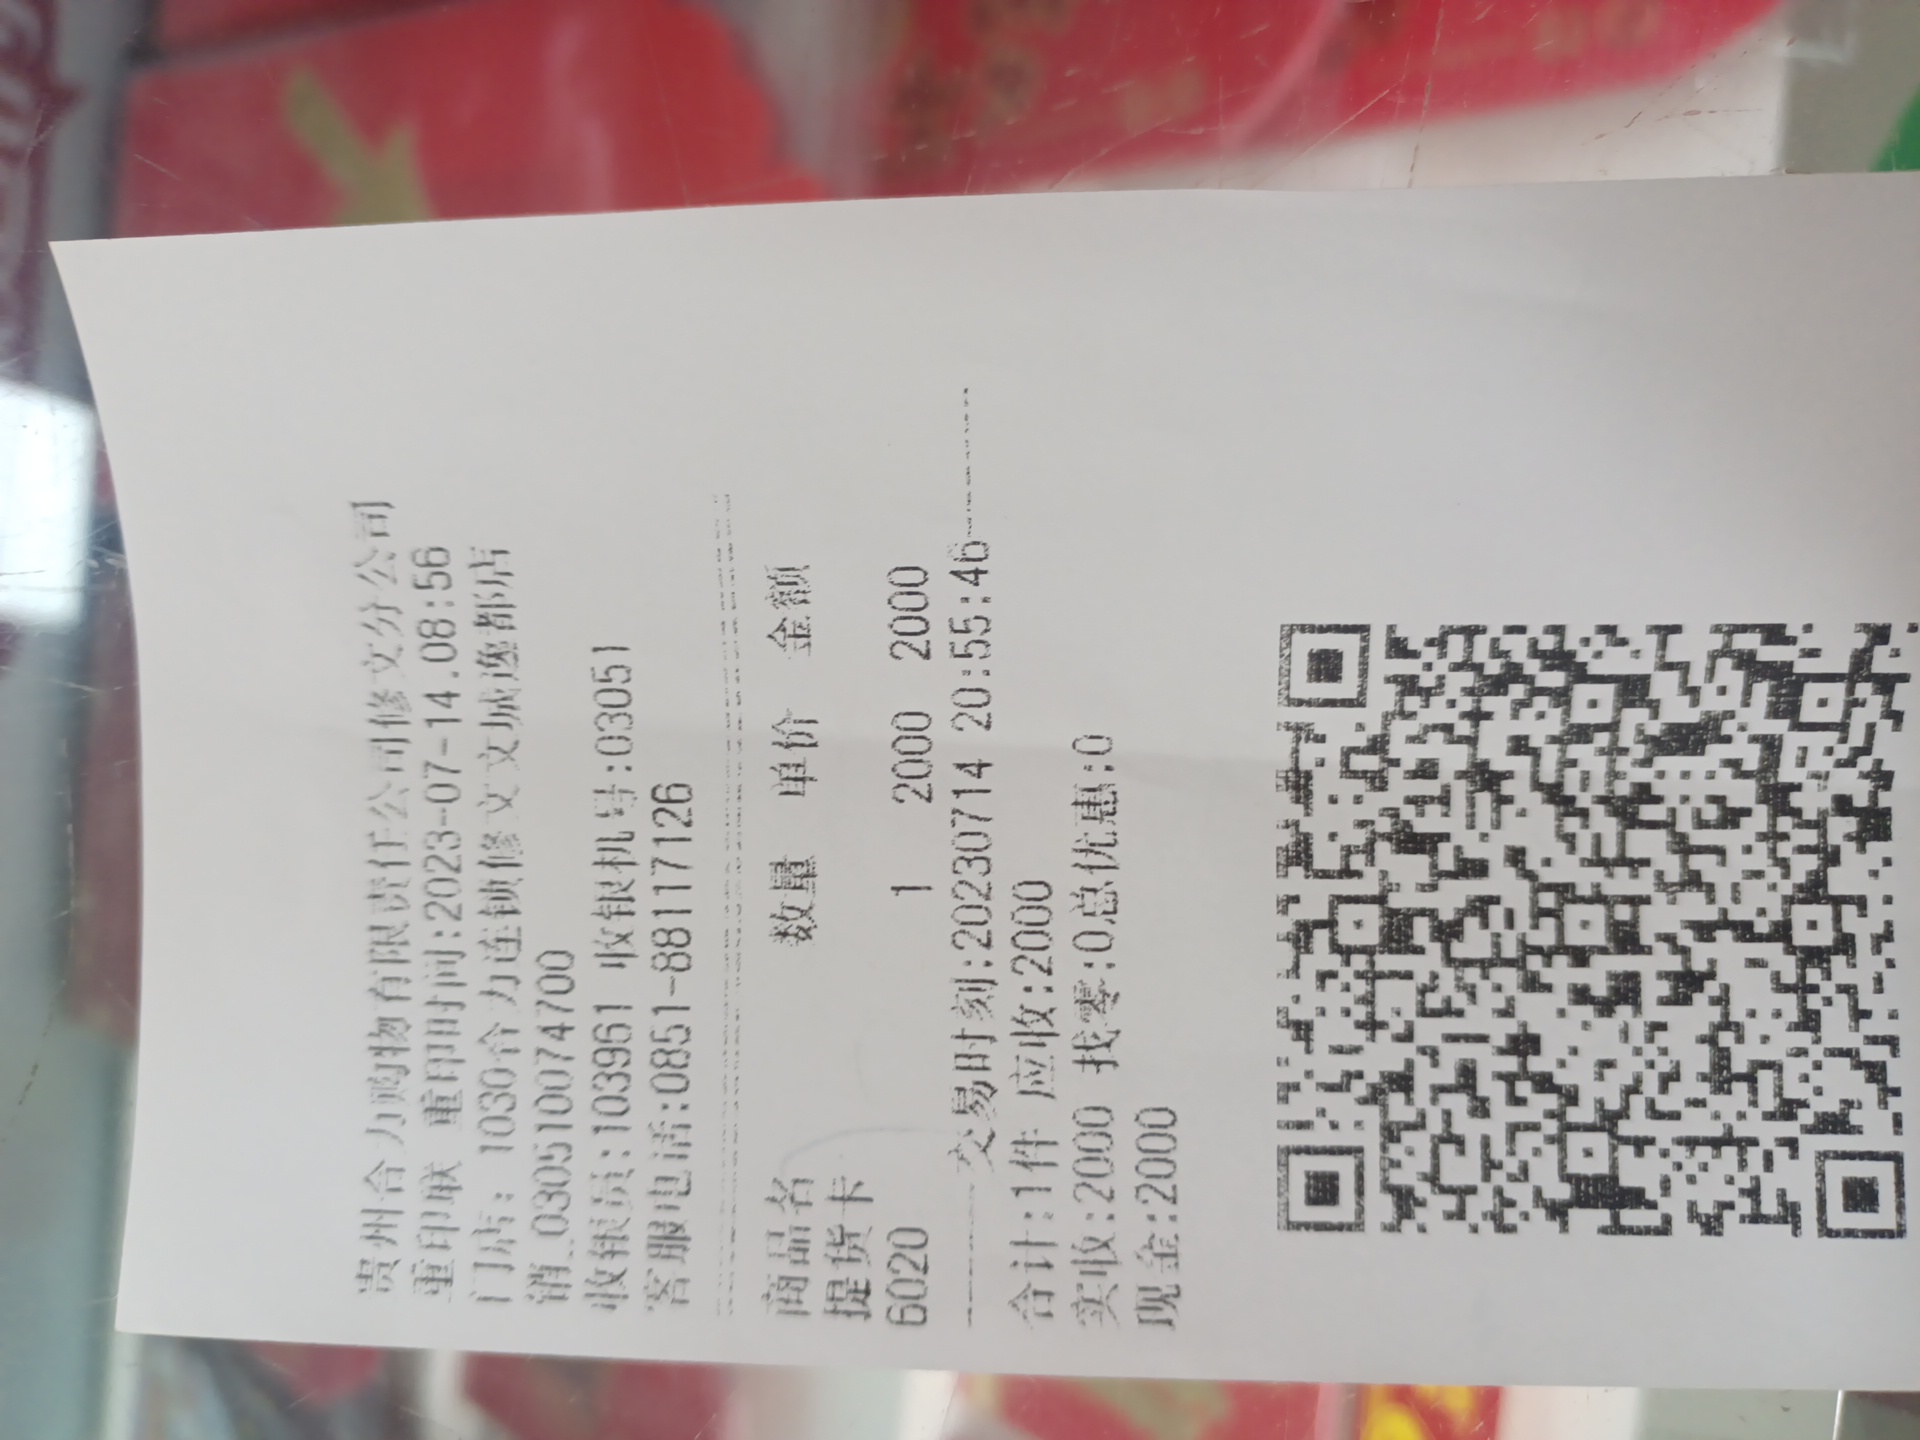 贵州合力购物有限责任公司修文分公司
重印联 重印时间:2023-07-14.08:56
门店: 1030合力连锁修文文城逸都店
销_0305100747​00
收银员:103961 收银机号:03051
客服电话:0851-88117126
商品名 数量 单价 金额
提货卡
6020 1 2000 2000
交易时刻:20230714 20:55:46
合计:1件 应收:2000
实收:2000 找零:0总优惠:0
现金:2000